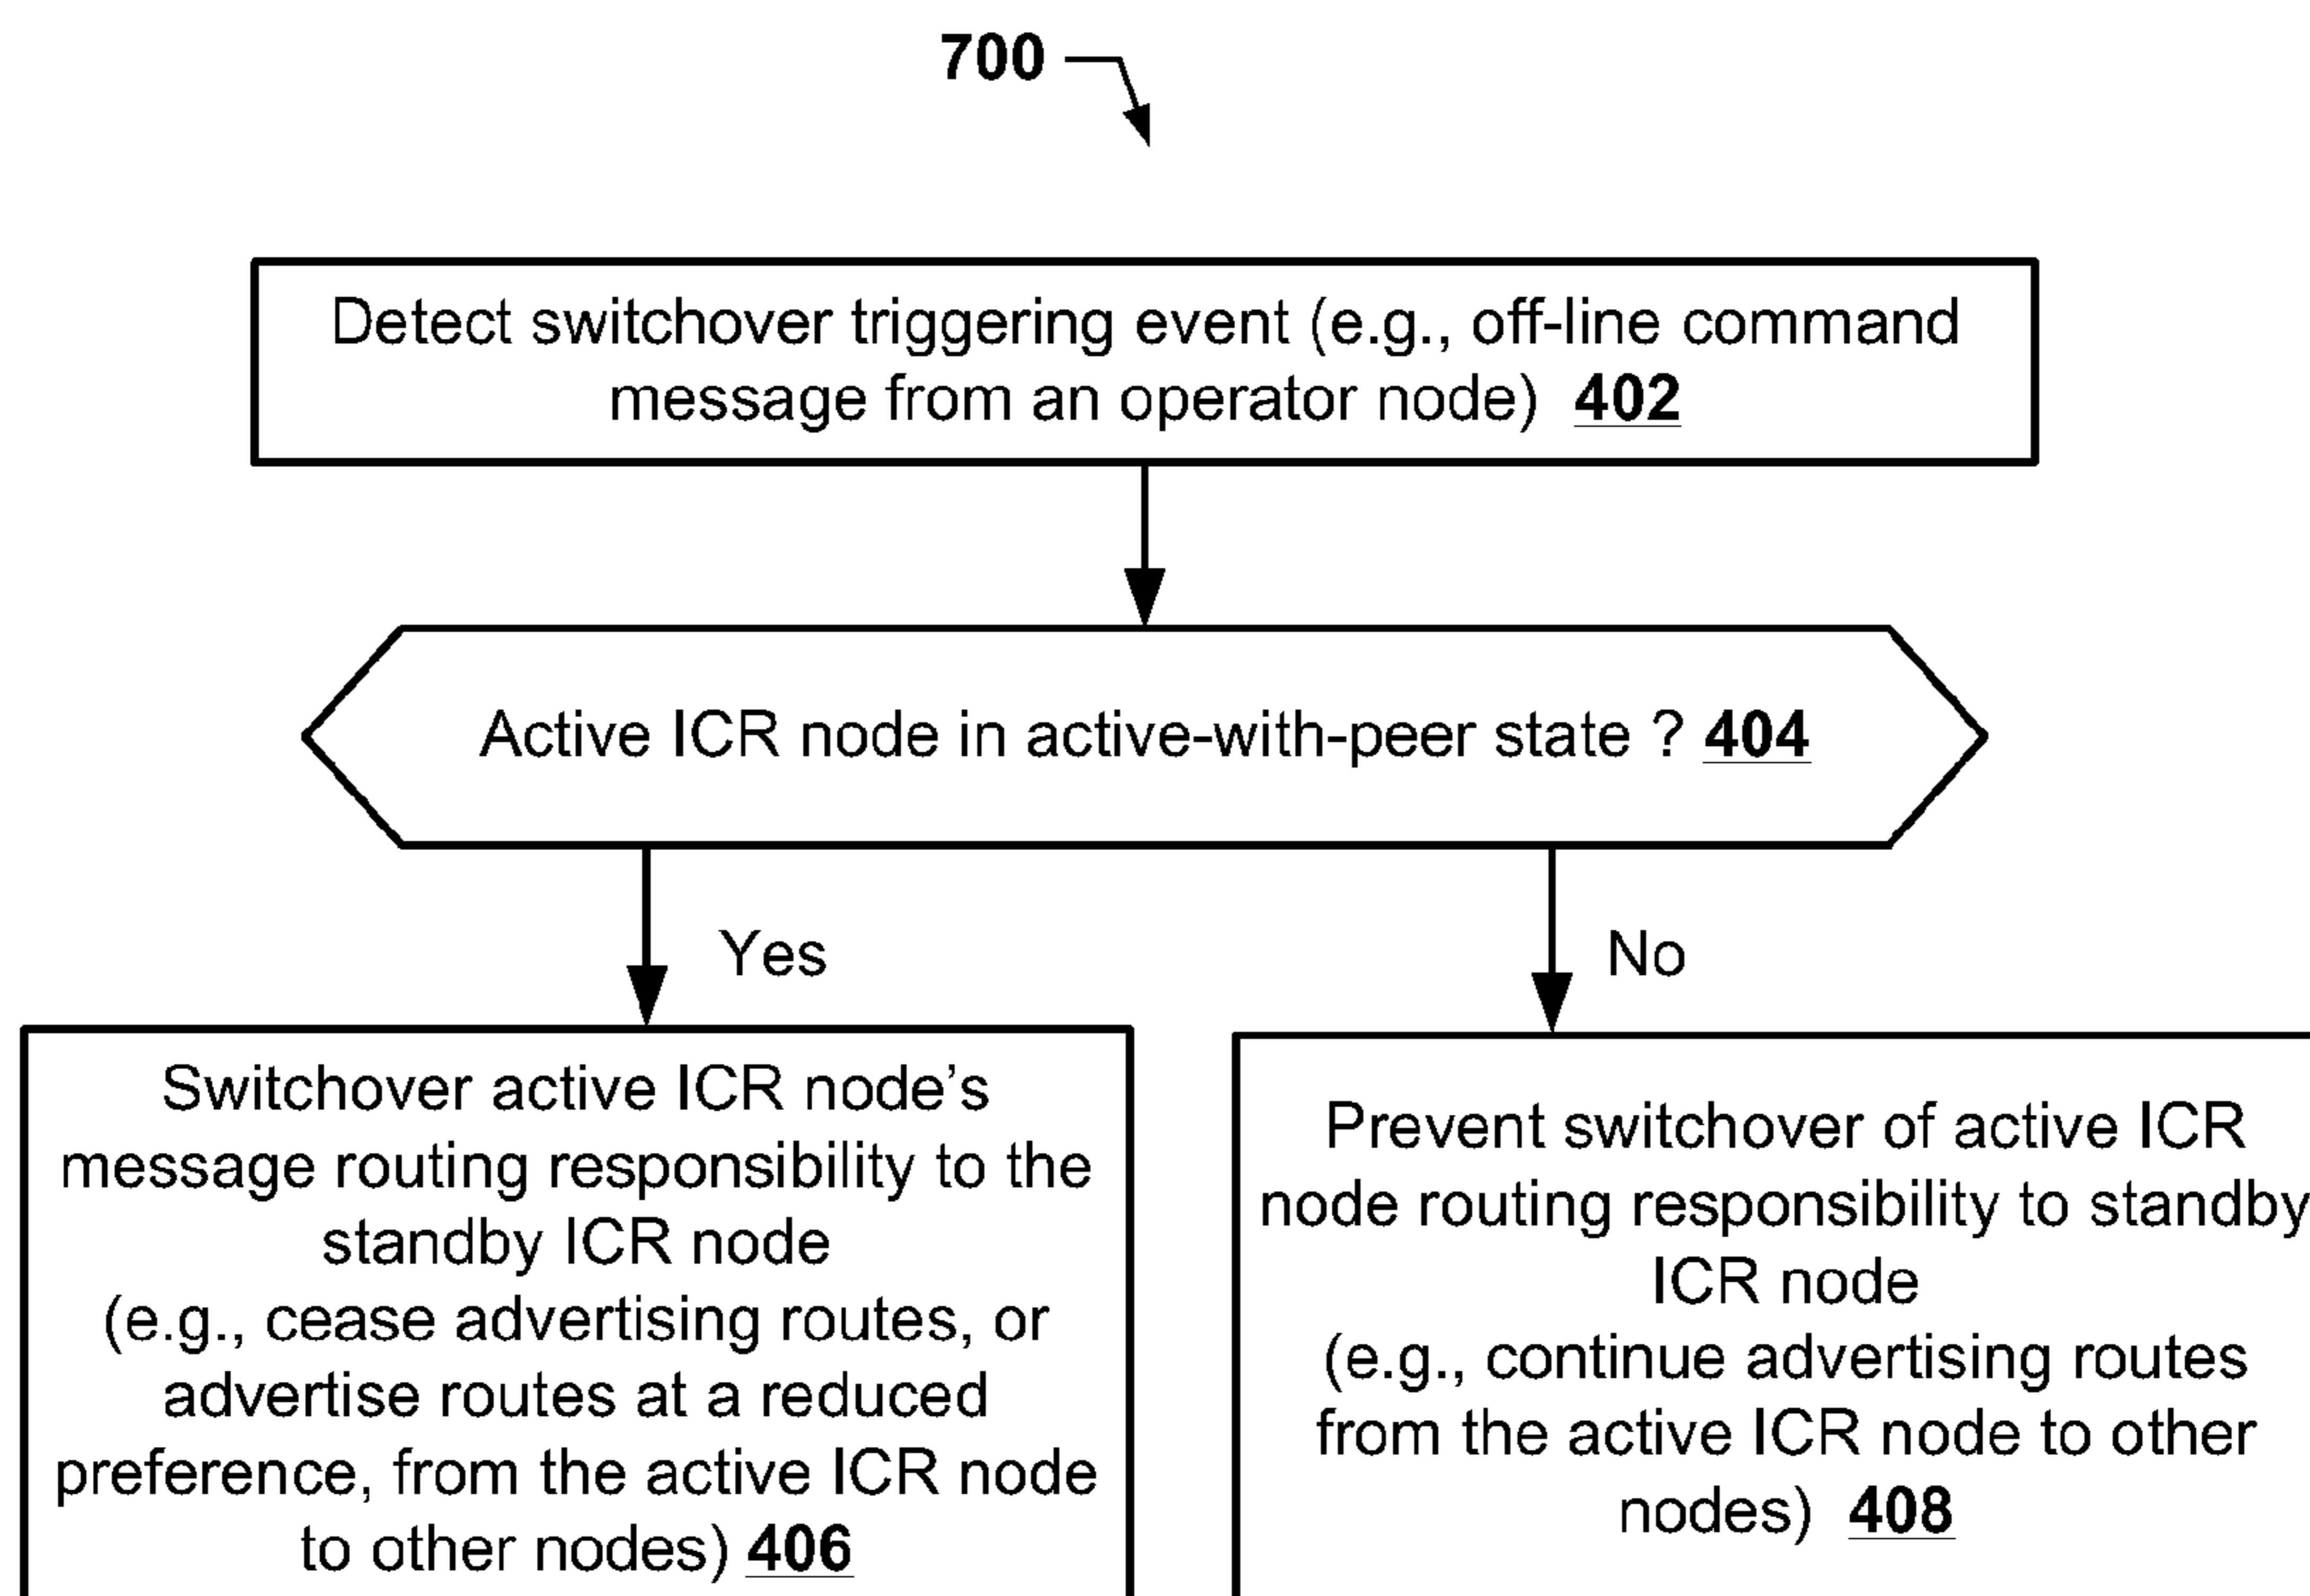 700
Detect switchover triggering event (e.g., off-line command
message from an operator node) 402
Active ICR node in active-with-peer state ? 404
Yes
No
Switchover active ICR node’s
message routing responsibility to the
standby ICR node
(e.g., cease advertising routes, or
advertise routes at a reduced
preference, from the active ICR node
to other nodes) 406
Prevent switchover of active ICR
node routing responsibility to standby
ICR node
(e.g., continue advertising routes
from the active ICR node to other
nodes) 408